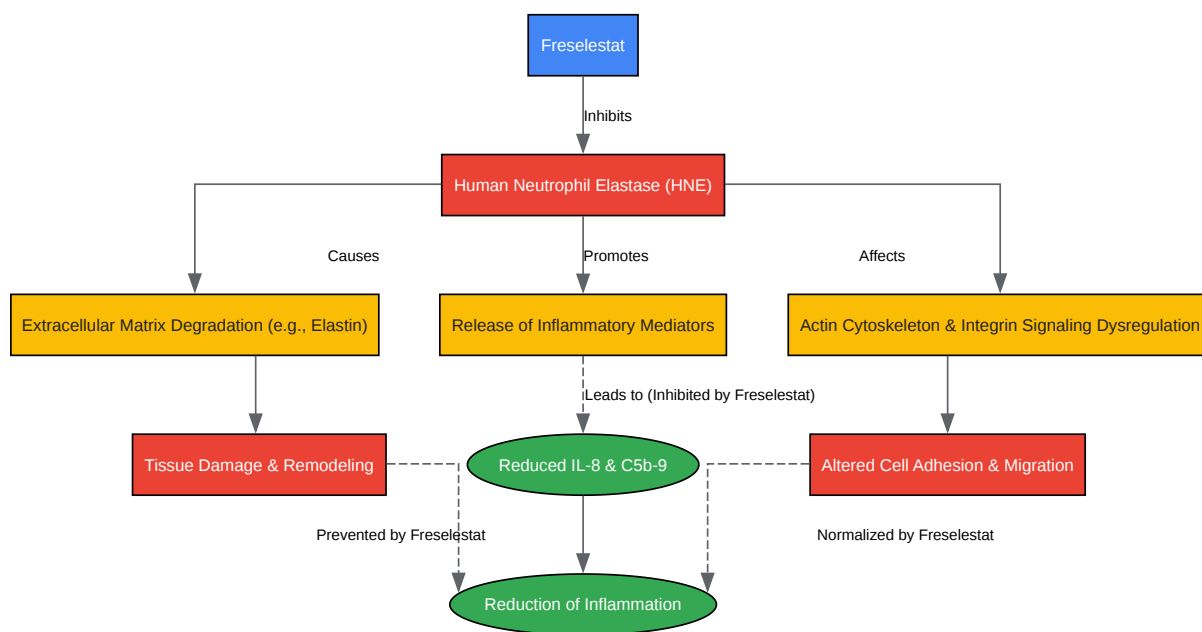 Freselestat
Inhibits
Human Neutrophil Elastase (HNE)
Causes
Promotes
Affects
Extracellular Matrix Degradation (e.g., Elastin)
Release of Inflammatory Mediators
Actin Cytoskeleton & Integrin Signaling Dysregulation
Leads to (Inhibited by Freselestat)
Tissue Damage & Remodeling
Reduced IL-8 & C5b-9
Altered Cell Adhesion & Migration
Prevented by Freselestat
Normalized by Freselestat
Reduction of Inflammation